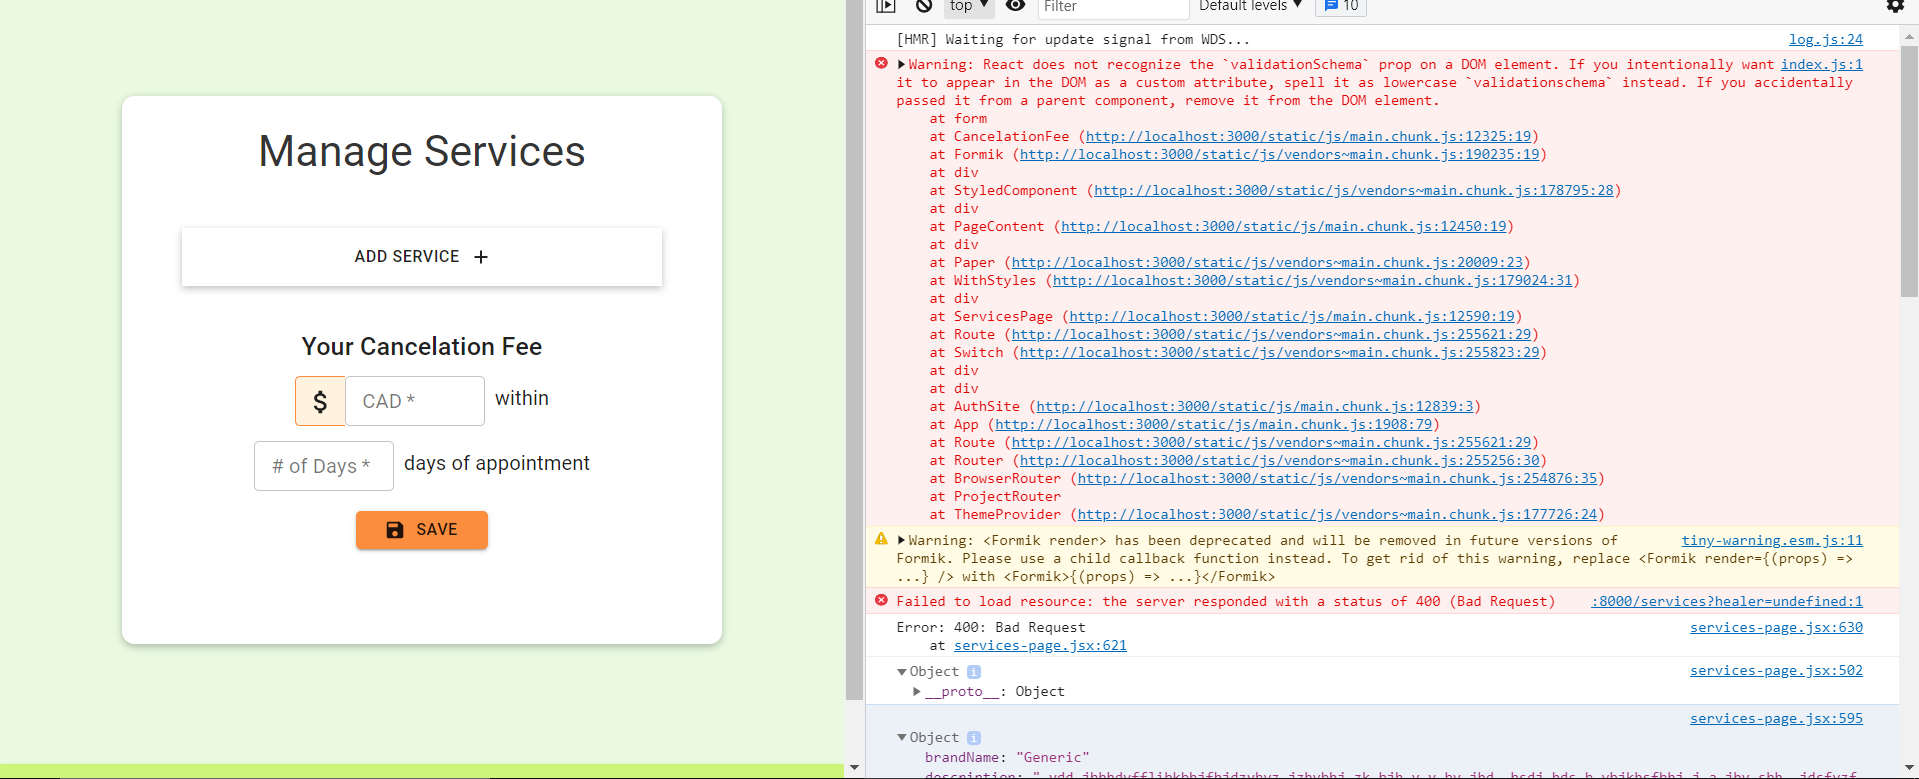 Manage Services
ADD SERVICE +
Your Cancelation Fee
$ CAD * within
# of Days * days of appointment
SAVE
top ▼ Filter Default levels ▼ 10
[HMR] Waiting for update signal from WDS... log.js:24
▶Warning: React does not recognize the `validationSchema` prop on a DOM element. If you intentionally want index.js:1
it to appear in the DOM as a custom attribute, spell it as lowercase `validationschema` instead. If you accidentally
passed it from a parent component, remove it from the DOM element.
at form
at CancelationFee (http://localhost:3000/static/js/main.chunk.js:12325:19)
at Formik (http://localhost:3000/static/js/vendors~main.chunk.js:190235:19)
at div
at StyledComponent (http://localhost:3000/static/js/vendors~main.chunk.js:178795:28)
at div
at PageContent (http://localhost:3000/static/js/main.chunk.js:12450:19)
at div
at Paper (http://localhost:3000/static/js/vendors~main.chunk.js:20009:23)
at WithStyles (http://localhost:3000/static/js/vendors~main.chunk.js:179024:31)
at div
at ServicesPage (http://localhost:3000/static/js/main.chunk.js:12590:19)
at Route (http://localhost:3000/static/js/vendors~main.chunk.js:255621:29)
at Switch (http://localhost:3000/static/js/vendors~main.chunk.js:255823:29)
at div
at div
at AuthSite (http://localhost:3000/static/js/main.chunk.js:12839:3)
at App (http://localhost:3000/static/js/main.chunk.js:1908:79)
at Route (http://localhost:3000/static/js/vendors~main.chunk.js:255621:29)
at Router (http://localhost:3000/static/js/vendors~main.chunk.js:255256:30)
at BrowserRouter (http://localhost:3000/static/js/vendors~main.chunk.js:254876:35)
at ProjectRouter
at ThemeProvider (http://localhost:3000/static/js/vendors~main.chunk.js:177726:24)
▶Warning: <Formik render> has been deprecated and will be removed in future versions of tiny-warning.esm.js:11
Formik. Please use a child callback function instead. To get rid of this warning, replace <Formik render={(props) =>
...} /> with <Formik>{(props) => ...}</Formik>
Failed to load resource: the server responded with a status of 400 (Bad Request) :8000/services?healer=undefined:1
Error: 400: Bad Request services-page.jsx:630
at services-page.jsx:621
▼Object i services-page.jsx:502
▶__proto__: Object
services-page.jsx:595
▼Object i
brandName: "Generic"
description: